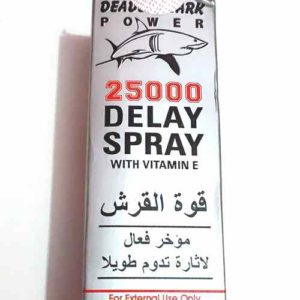 POWER
25000
DELAY
SPRAY
WITH VITAMIN E
قوة القرش
مؤخر فعال
لاثارة تدوم طويلا
For External Use Only